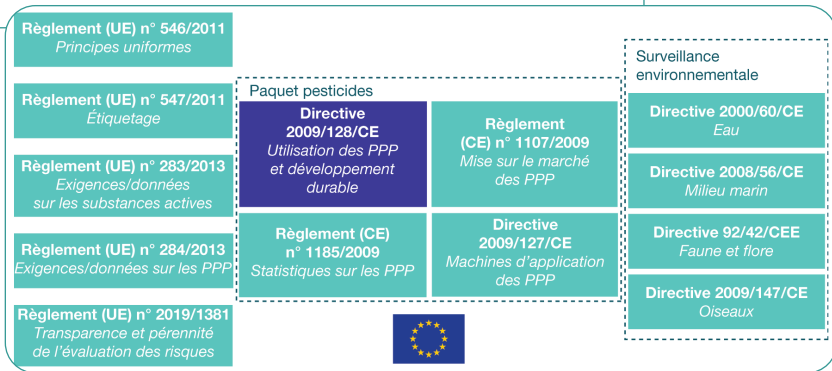 Règlement (UE) n° 546/2011
Principes uniformes
Règlement (UE) n° 547/2011
Étiquetage
Règlement (UE) n° 283/2013
Exigences/données
sur les substances actives
Règlement (UE) n° 284/2013
Exigences/données sur les PPP
Règlement (UE) n° 2019/1381
Transparence et pérennité
de l'évaluation des risques
Paquet pesticides
Directive
2009/128/CE
Utilisation des PPP
et développement
durable
Règlement
(CE) n° 1107/2009
Mise sur le marché
des PPP
Règlement (CE)
n° 1185/2009
Statistiques sur les PPP
Directive
2009/127/CE
Machines d'application
des PPP
Surveillance
environnementale
Directive 2000/60/CE
Eau
Directive 2008/56/CE
Milieu marin
Directive 92/42/CEE
Faune et flore
Directive 2009/147/CE
Oiseaux